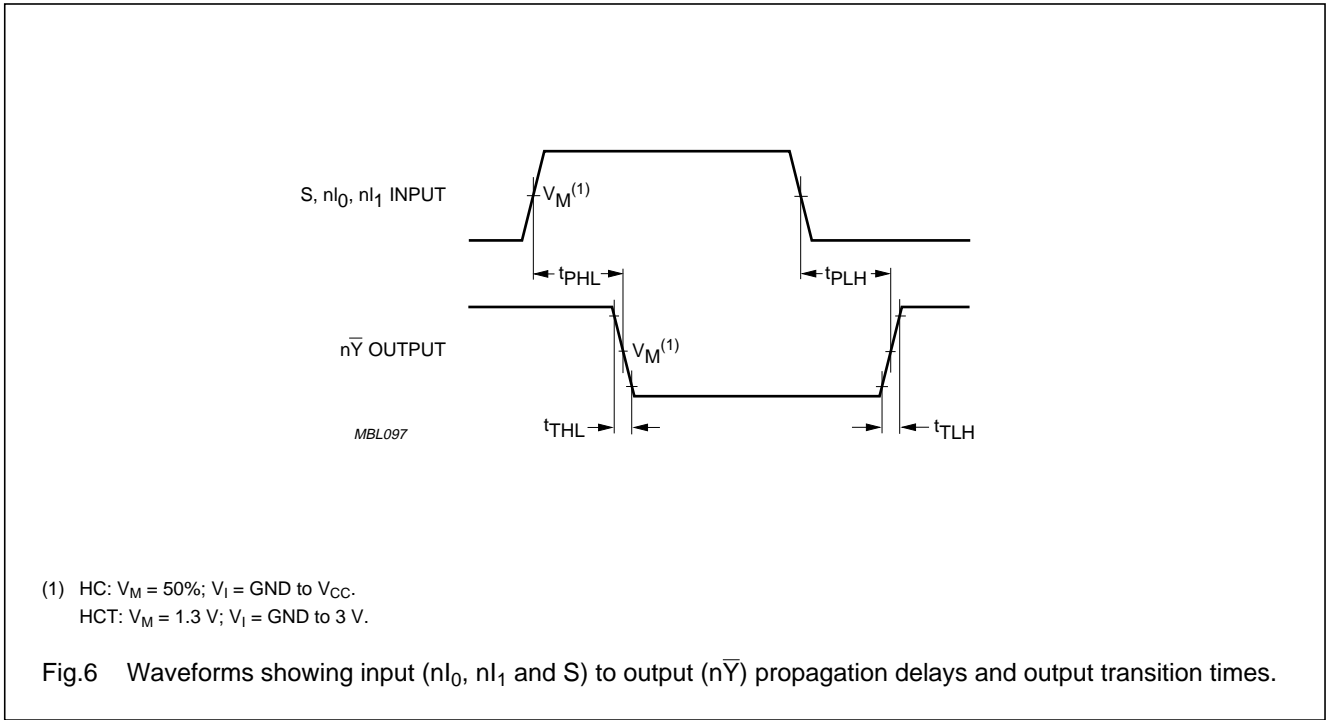 S, nI0, nI1 INPUT
VM(1)
tPHL
tPLH
nY̅ OUTPUT
VM(1)
tTHL
tTLH
MBL097
(1) HC: VM = 50%; VI = GND to VCC.
HCT: VM = 1.3 V; VI = GND to 3 V.
Fig.6 Waveforms showing input (nI0, nI1 and S) to output (nY̅) propagation delays and output transition times.